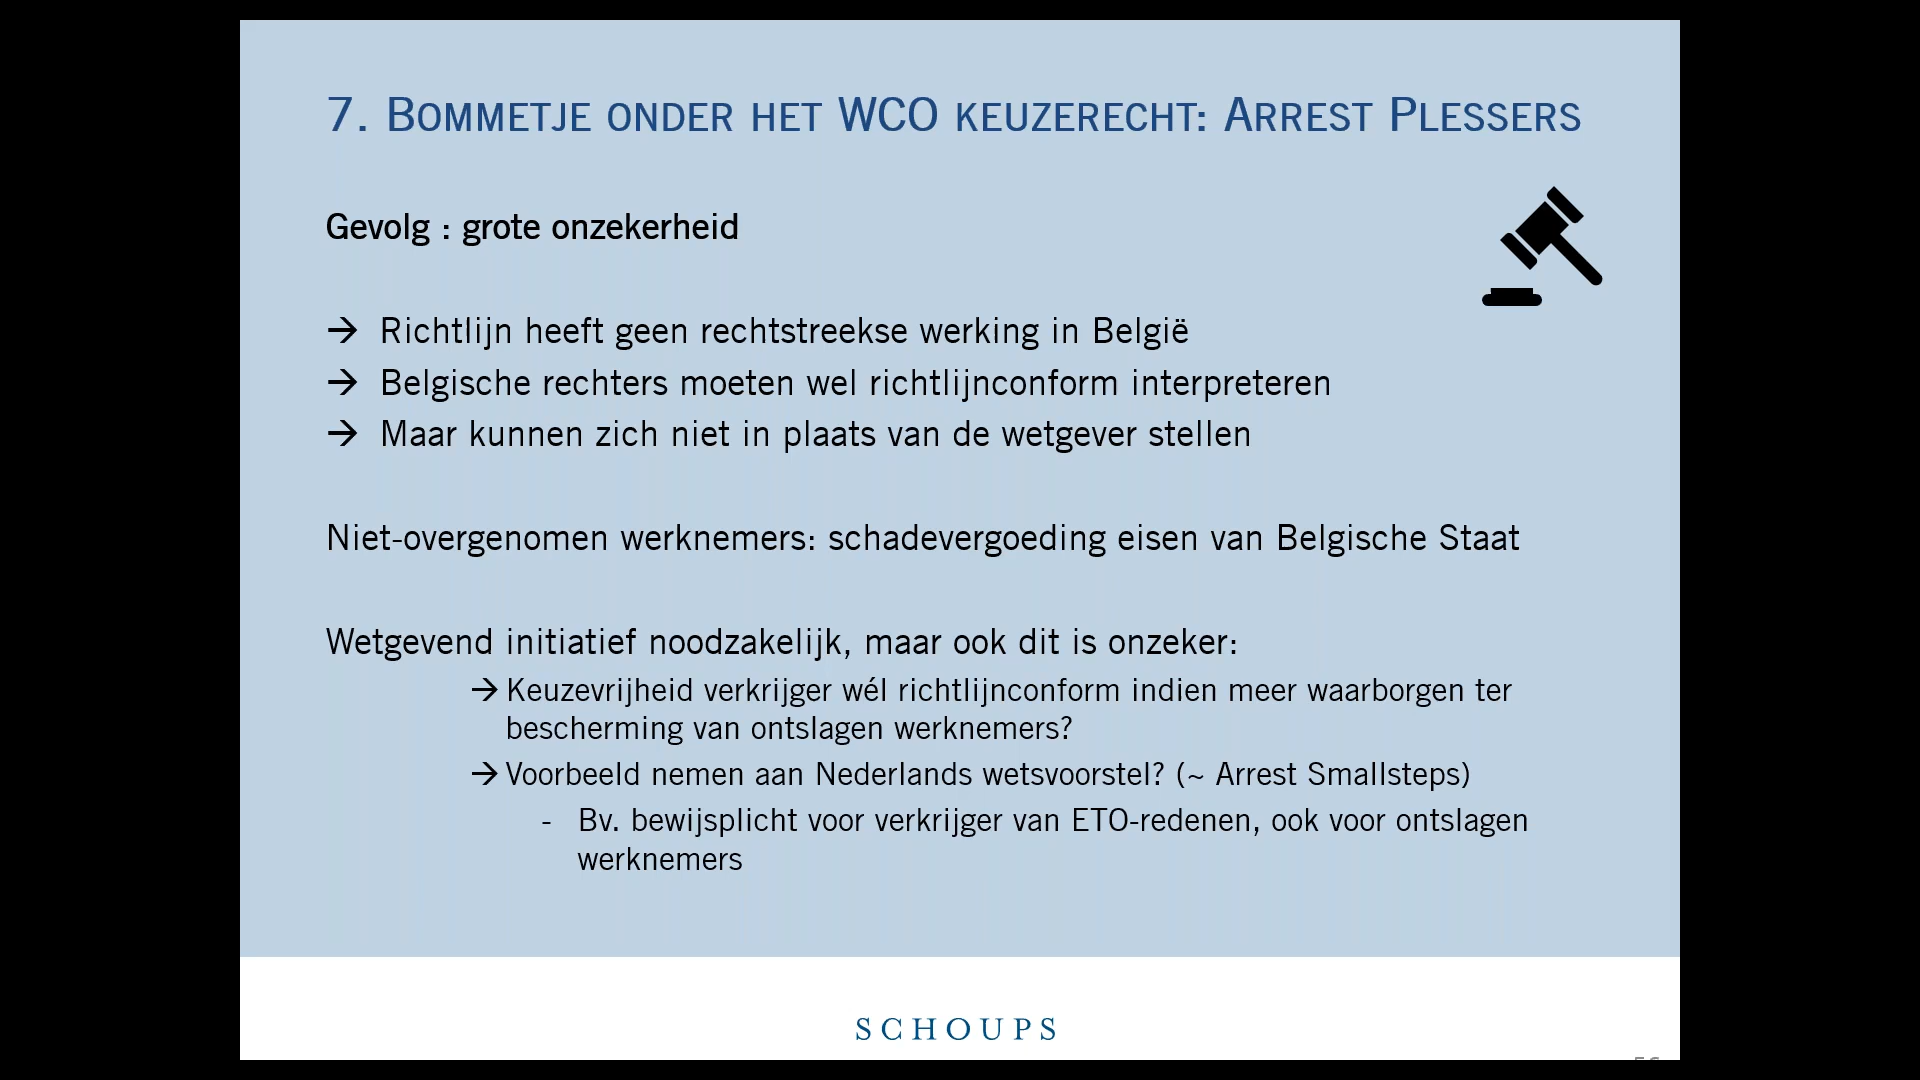 7. Bommetje onder het WCO keuzerecht: Arrest Plessers
Gevolg : grote onzekerheid
→ Richtlijn heeft geen rechtstreekse werking in België
→ Belgische rechters moeten wel richtlijnconform interpreteren
→ Maar kunnen zich niet in plaats van de wetgever stellen
Niet-overgenomen werknemers: schadevergoeding eisen van Belgische Staat
Wetgevend initiatief noodzakelijk, maar ook dit is onzeker:
→ Keuzevrijheid verkrijger wél richtlijnconform indien meer waarborgen ter
bescherming van ontslagen werknemers?
→ Voorbeeld nemen aan Nederlands wetsvoorstel? (~ Arrest Smallsteps)
- Bv. bewijsplicht voor verkrijger van ETO-redenen, ook voor ontslagen
werknemers
SCHOUPS